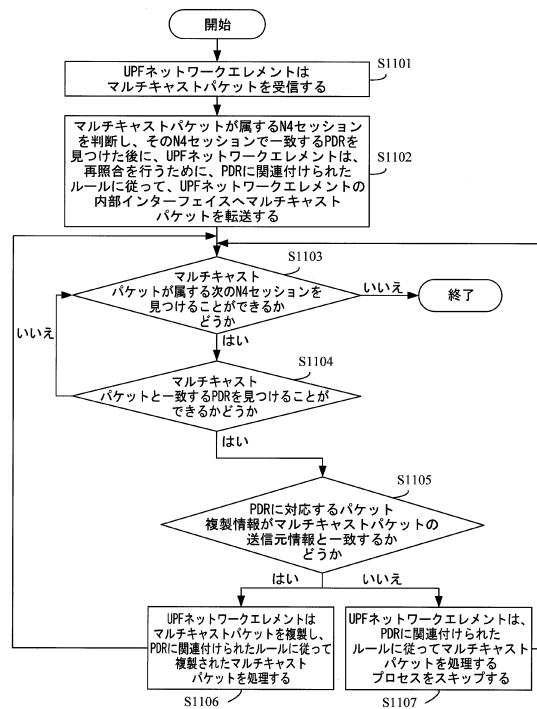 開始
S1101
UPFネットワークエレメントは
マルチキャストパケットを受信する
マルチキャストパケットが属するN4セッション
を判断し、そのN4セッションで一致するPDRを
見つけた後に、UPFネットワークエレメントは、
再照合を行うために、PDRに関連付けられた
ルールに従って、UPFネットワークエレメントの
内部インターフェイスへマルチキャスト
パケットを転送する
S1102
S1103
マルチキャスト
パケットが属する次のN4セッションを
見つけることができるか
どうか
いいえ
終了
はい
いいえ
S1104
マルチキャスト
パケットと一致するPDRを見つけることが
できるかどうか
はい
S1105
PDRに対応するパケット
複製情報がマルチキャストパケットの
送信元情報と一致するか
どうか
はい
いいえ
UPFネットワークエレメントは
マルチキャストパケットを複製し、
PDRに関連付けられたルールに従って
複製されたマルチキャスト
パケットを処理する
S1106
UPFネットワークエレメントは、
PDRに関連付けられた
ルールに従ってマルチキャスト
パケットを処理する
プロセスをスキップする
S1107